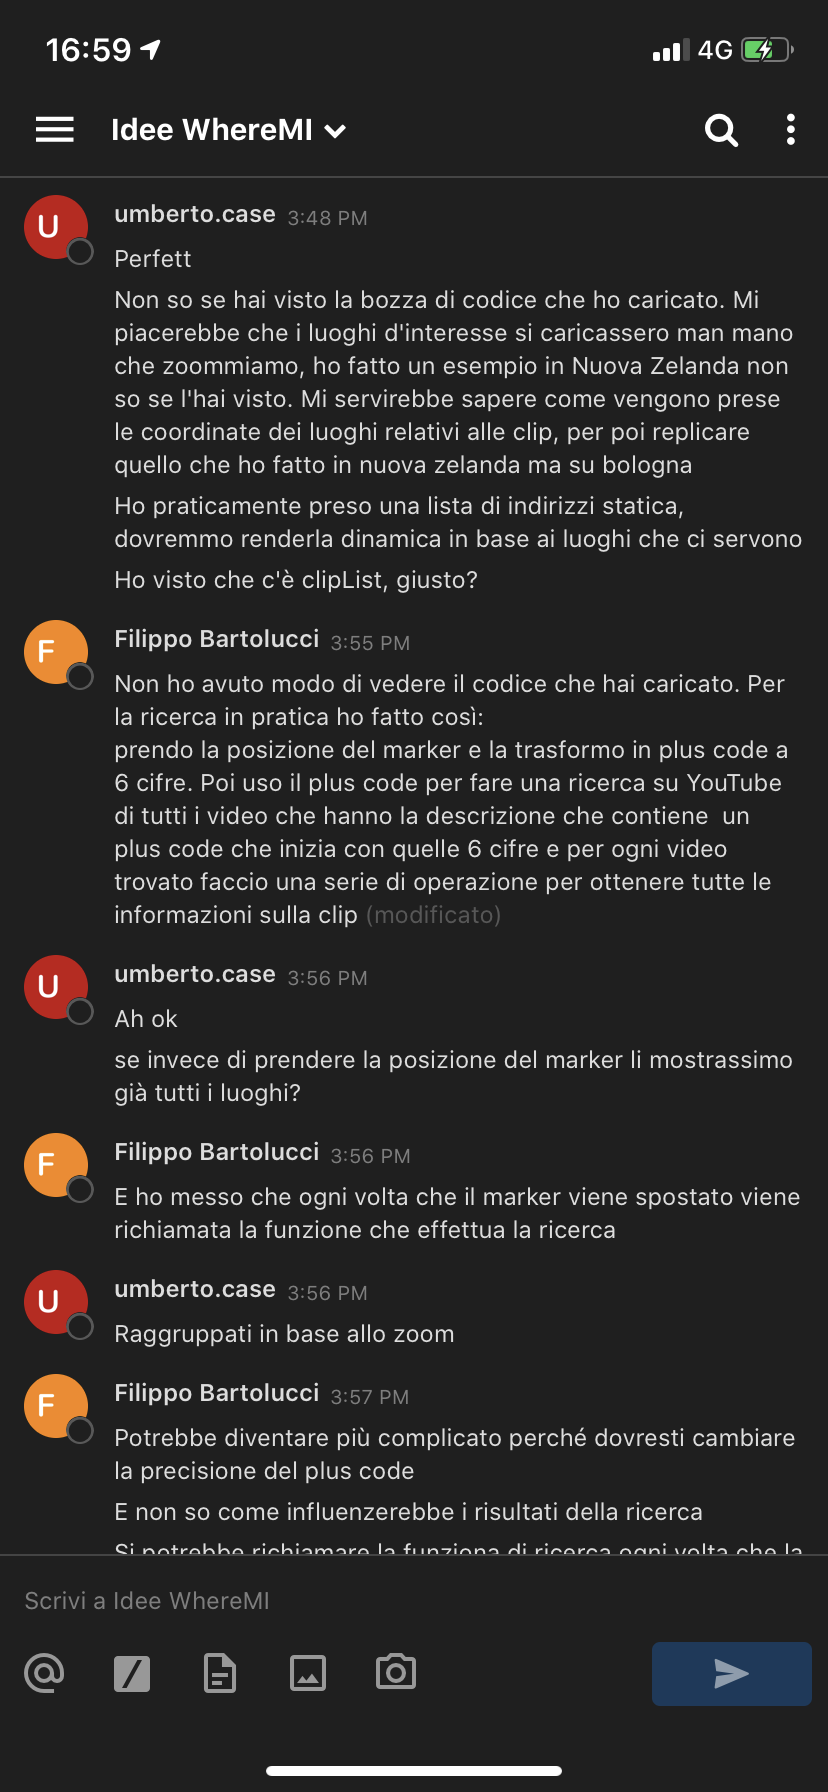 16:59
4G
Idee WhereMI
U
umberto.case 3:48 PM
Perfett
Non so se hai visto la bozza di codice che ho caricato. Mi
piacerebbe che i luoghi d'interesse si caricassero man mano
che zoommiamo, ho fatto un esempio in Nuova Zelanda non
so se l'hai visto. Mi servirebbe sapere come vengono prese
le coordinate dei luoghi relativi alle clip, per poi replicare
quello che ho fatto in nuova zelanda ma su bologna
Ho praticamente preso una lista di indirizzi statica,
dovremmo renderla dinamica in base ai luoghi che ci servono
Ho visto che c'è clipList, giusto?
F
Filippo Bartolucci 3:55 PM
Non ho avuto modo di vedere il codice che hai caricato. Per
la ricerca in pratica ho fatto così:
prendo la posizione del marker e la trasformo in plus code a
6 cifre. Poi uso il plus code per fare una ricerca su YouTube
di tutti i video che hanno la descrizione che contiene  un
plus code che inizia con quelle 6 cifre e per ogni video
trovato faccio una serie di operazione per ottenere tutte le
informazioni sulla clip (modificato)
U
umberto.case 3:56 PM
Ah ok
se invece di prendere la posizione del marker li mostrassimo
già tutti i luoghi?
F
Filippo Bartolucci 3:56 PM
E ho messo che ogni volta che il marker viene spostato viene
richiamata la funzione che effettua la ricerca
U
umberto.case 3:56 PM
Raggruppati in base allo zoom
F
Filippo Bartolucci 3:57 PM
Potrebbe diventare più complicato perché dovresti cambiare
la precisione del plus code
E non so come influenzerebbe i risultati della ricerca
Si potrebbe richiamare la funziona di ricerca ogni volta che la
Scrivi a Idee WhereMI